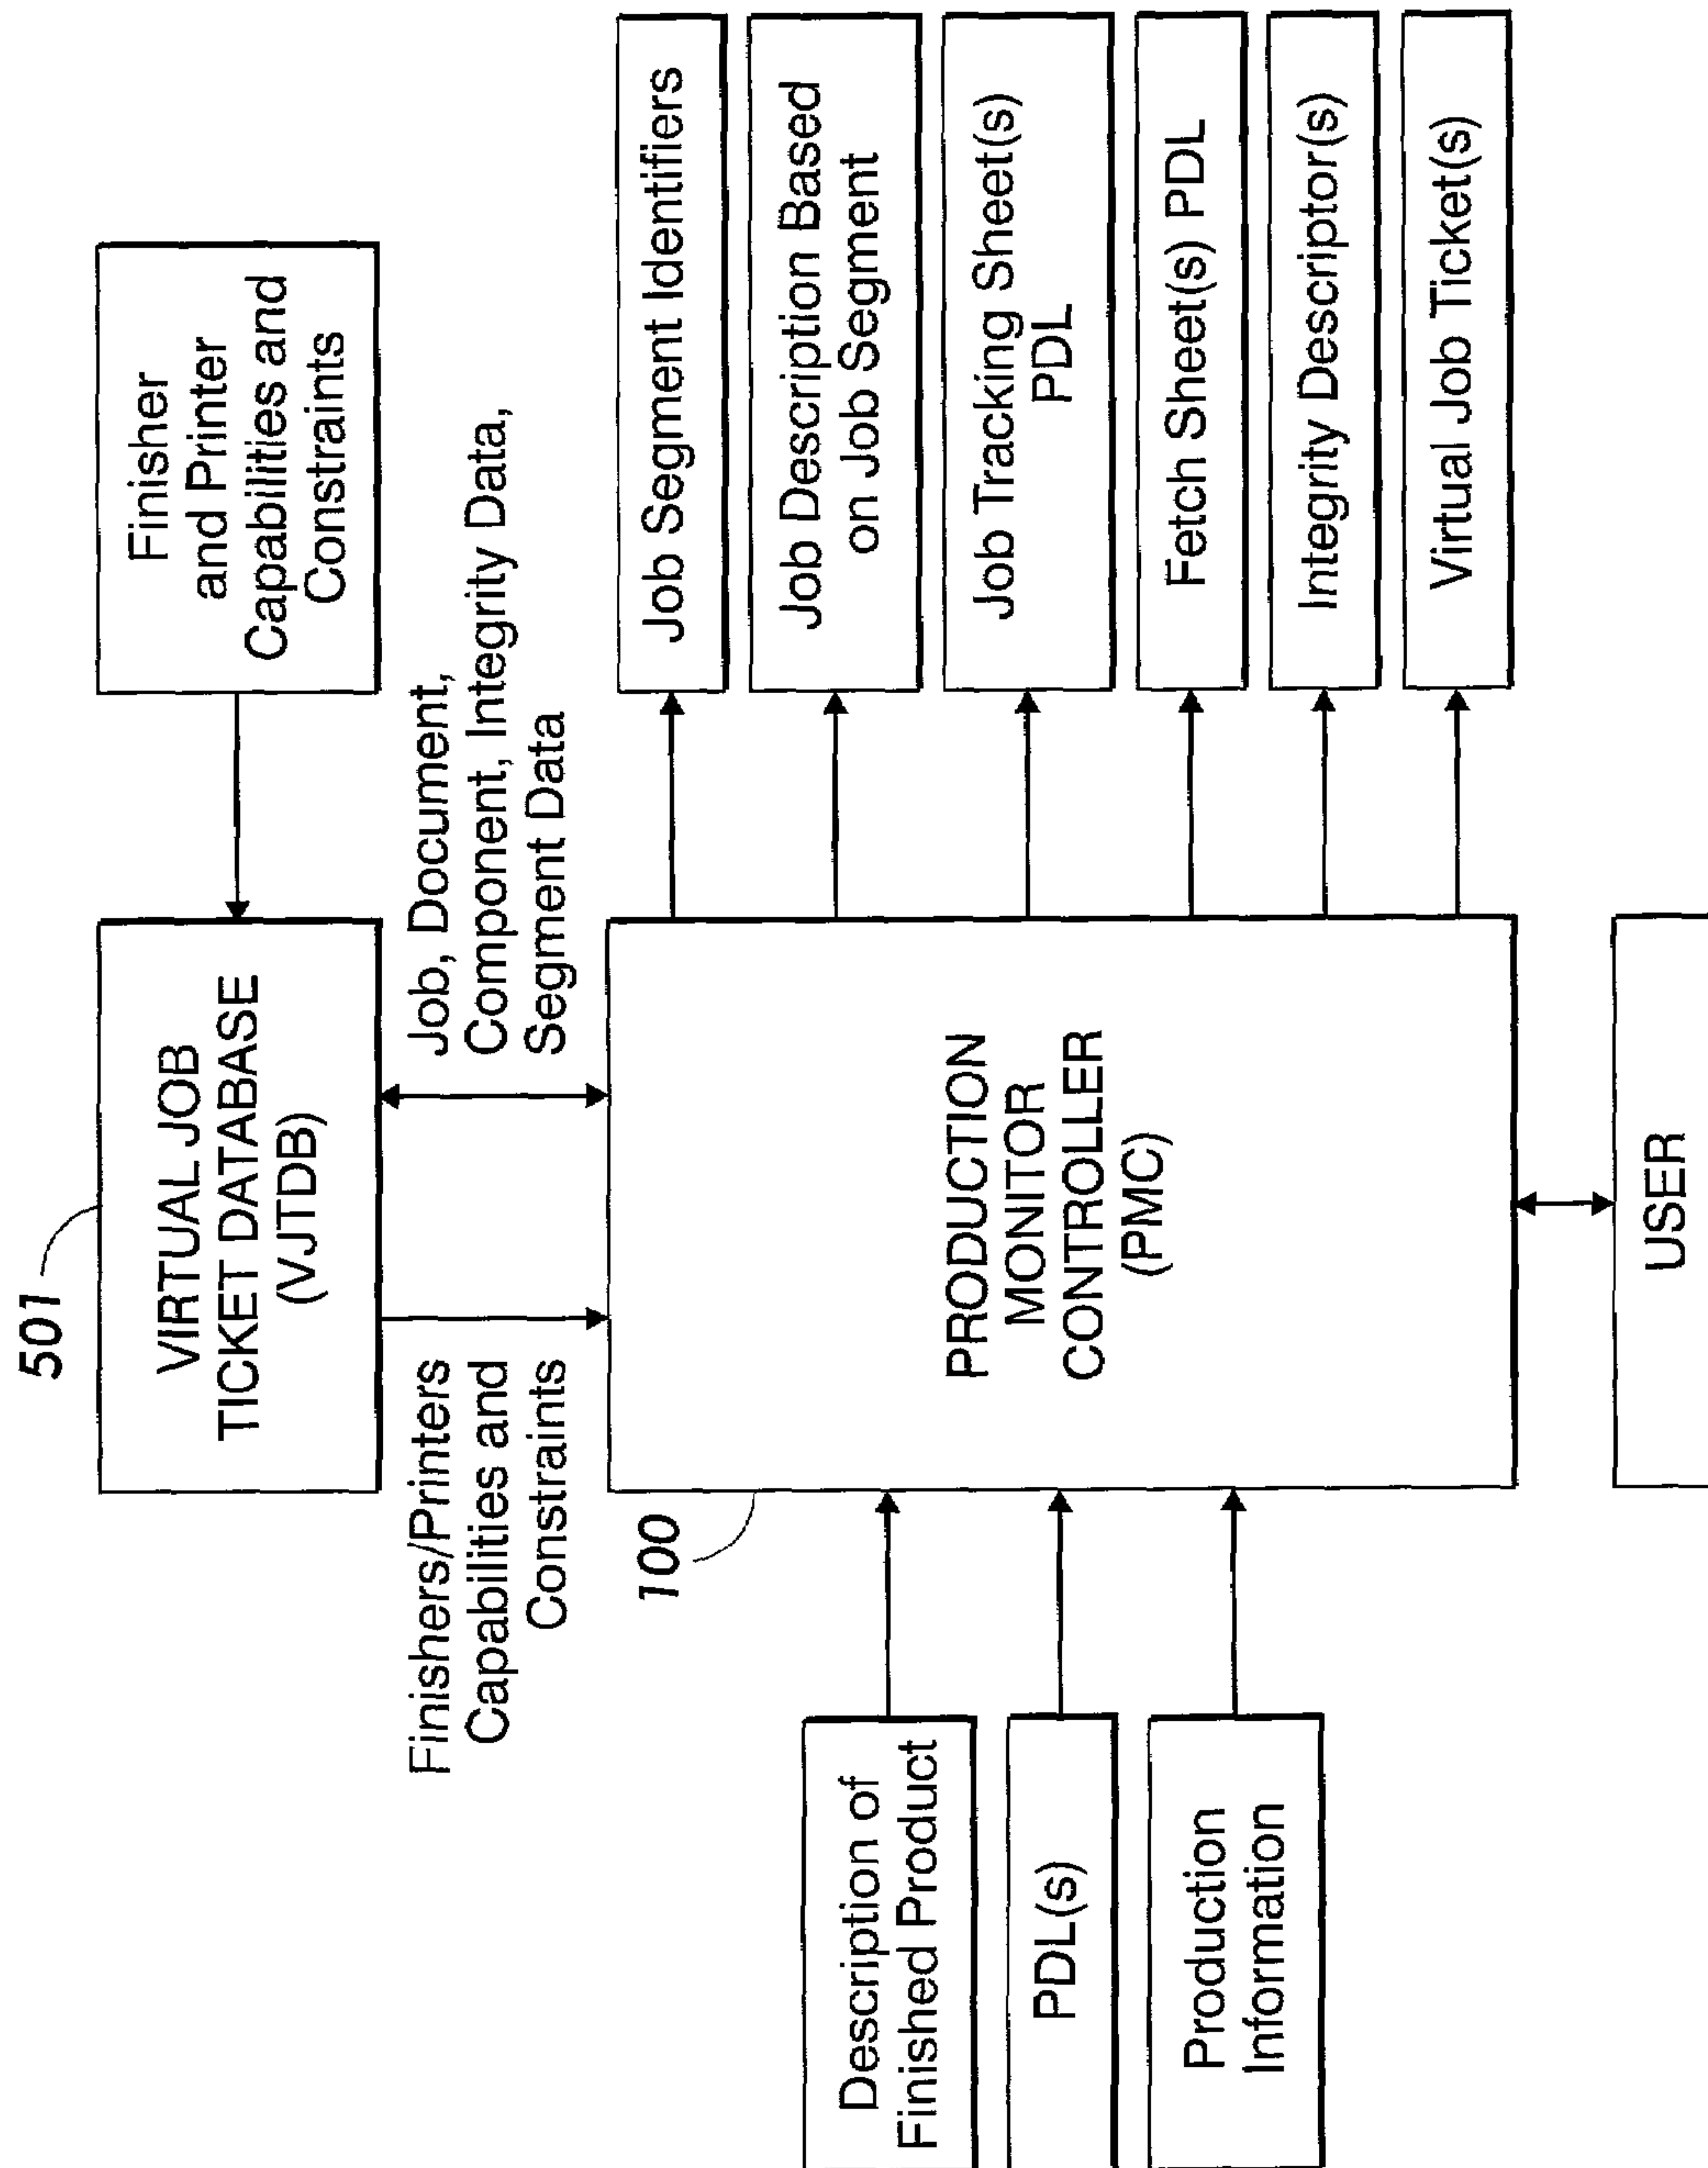 501
VIRTUAL JOB
TICKET DATABASE
(VJTDB)
Finisher
and Printer
Capabilities and
Constraints
Finishers/Printers
Capabilities and
Constraints
Job, Document,
Component, Integrity Data,
Segment Data
100
Description of
Finished Product
PDL(s)
Production
Information
PRODUCTION
MONITOR
CONTROLLER
(PMC)
Job Segment Identifiers
Job Description Based
on Job Segment
Job Tracking Sheet(s)
PDL
Fetch Sheet(s) PDL
Integrity Descriptor(s)
Virtual Job Ticket(s)
USER